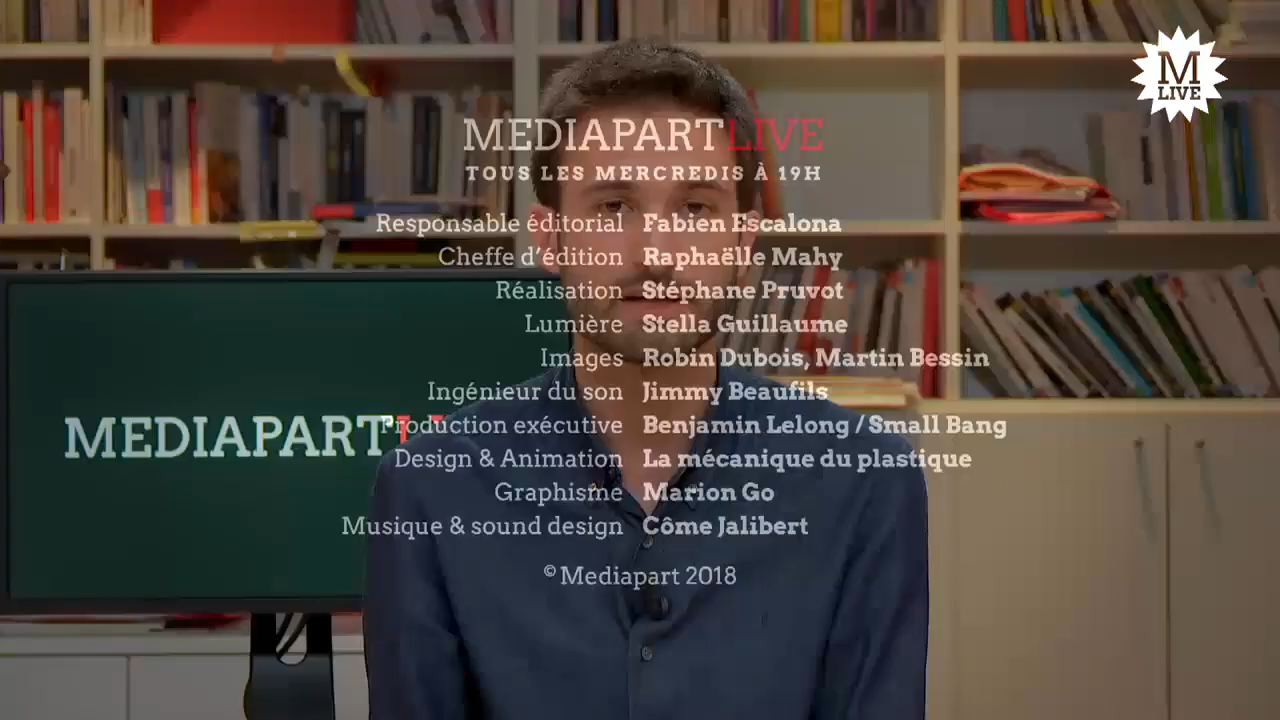 M
LIVE
MEDIAPARTLIVE
TOUS LES MERCREDIS À 19H
Responsable éditorial Fabien Escalona
Cheffe d'édition Raphaëlle Mahy
Réalisation Stéphane Pruvot
Lumière Stella Guillaume
Images Robin Dubois, Martin Bessin
Ingénieur du son Jimmy Beaufils
Production exécutive Benjamin Lelong / Small Bang
Design & Animation La mécanique du plastique
Graphisme Marion Go
Musique & sound design Côme Jalibert
© Mediapart 2018
MEDIAPART